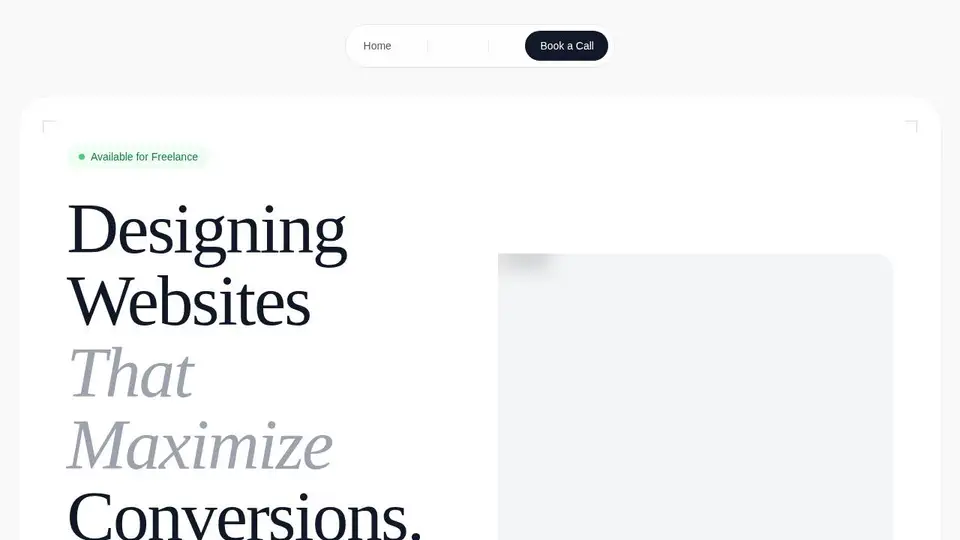 Home
Book a Call
Available for Freelance
Designing
Websites
That
Maximize
Conversions.